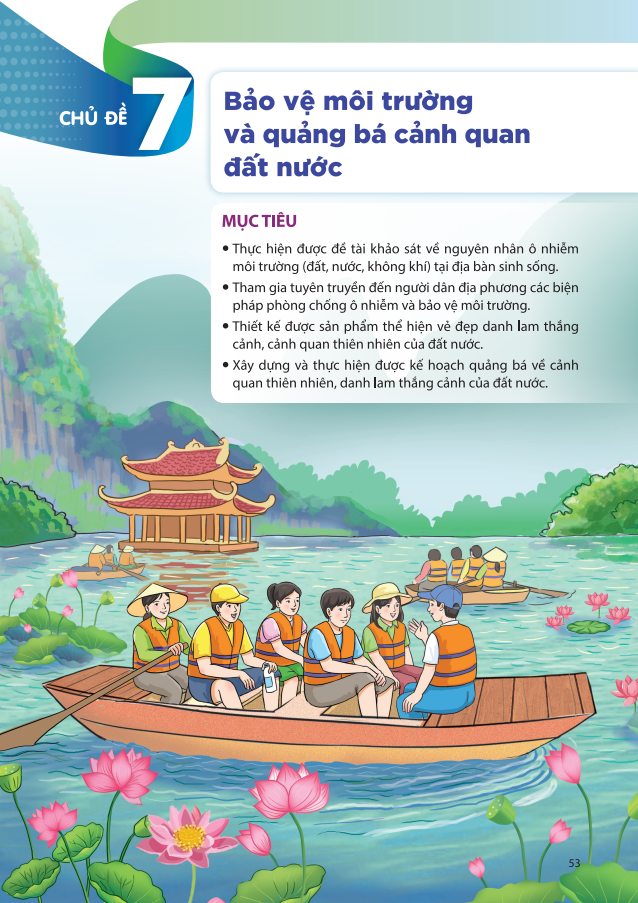 CHỦ ĐỀ 7
Bảo vệ môi trường
và quảng bá cảnh quan
đất nước
MỤC TIÊU
• Thực hiện được đề tài khảo sát về nguyên nhân ô nhiễm
môi trường (đất, nước, không khí) tại địa bàn sinh sống.
• Tham gia tuyên truyền đến người dân địa phương các biện
pháp phòng chống ô nhiễm và bảo vệ môi trường.
• Thiết kế được sản phẩm thể hiện vẻ đẹp danh lam thắng
cảnh, cảnh quan thiên nhiên của đất nước.
• Xây dựng và thực hiện được kế hoạch quảng bá về cảnh
quan thiên nhiên, danh lam thắng cảnh của đất nước.
53